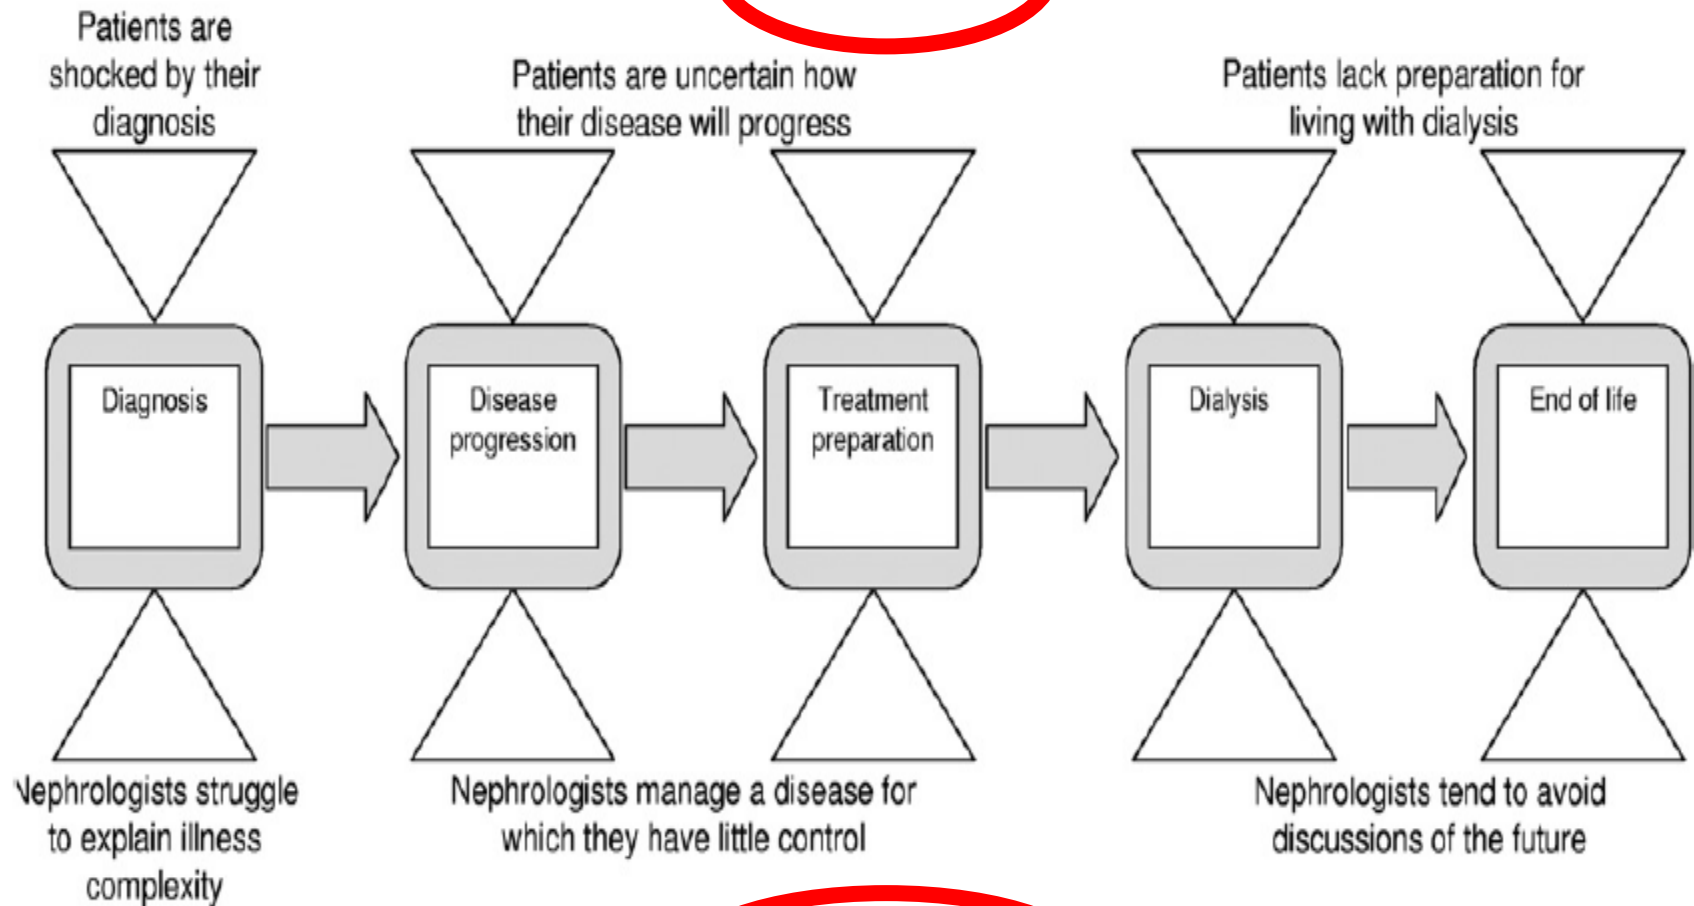 Patients are
shocked by their
diagnosis
Patients are uncertain how
their disease will progress
Patients lack preparation for
living with dialysis
Diagnosis
Disease
progression
Treatment
preparation
Dialysis
End of life
Nephrologists struggle
to explain illness
complexity
Nephrologists manage a disease for
which they have little control
Nephrologists tend to avoid
discussions of the future